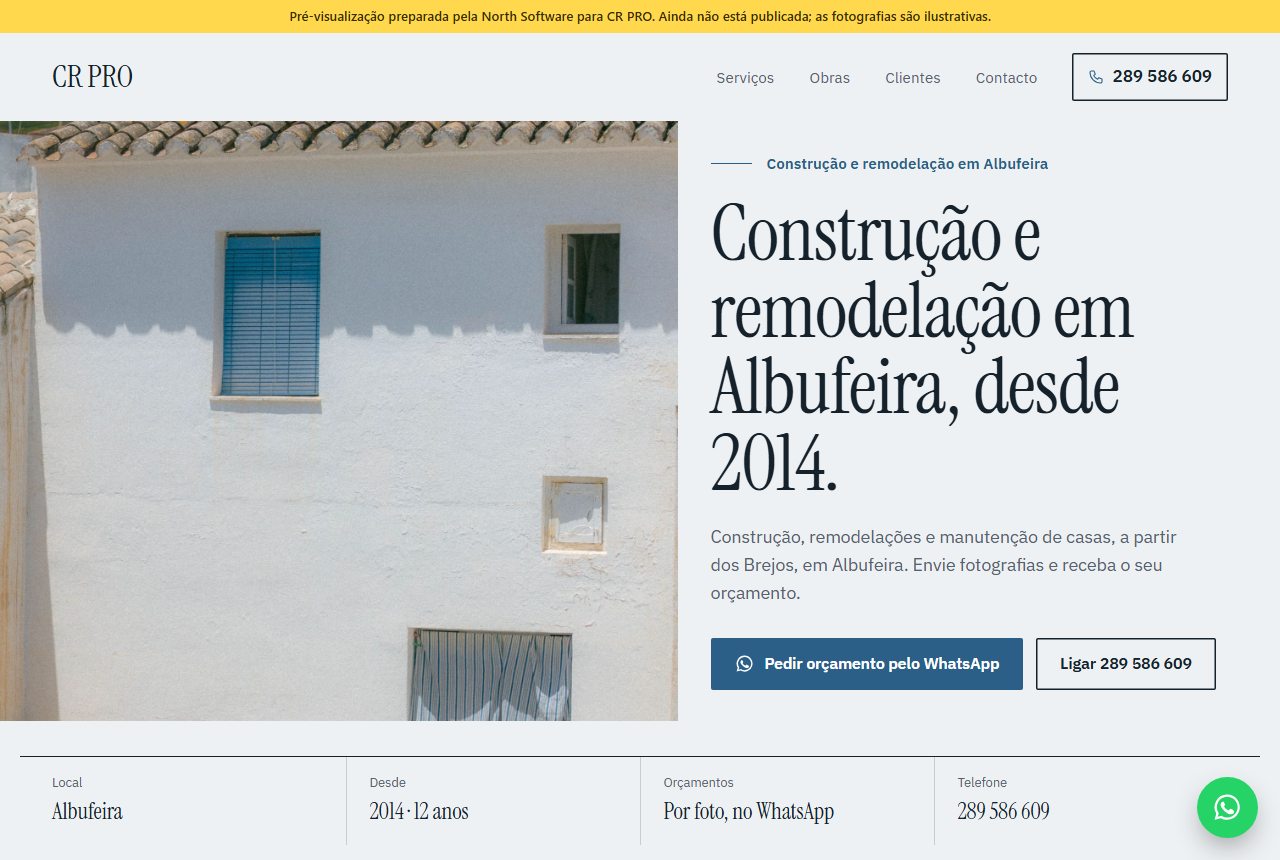 Pré-visualização preparada pela North Software para CR PRO. Ainda não está publicada; as fotografias são ilustrativas.
CR PRO
Serviços
Obras
Clientes
Contacto
289 586 609
Construção e remodelação em Albufeira
Construção e
remodelação em
Albufeira, desde
2014.
Construção, remodelações e manutenção de casas, a partir
dos Brejos, em Albufeira. Envie fotografias e receba o seu
orçamento.
Pedir orçamento pelo WhatsApp
Ligar 289 586 609
Local
Albufeira
Desde
2014 · 12 anos
Orçamentos
Por foto, no WhatsApp
Telefone
289 586 609